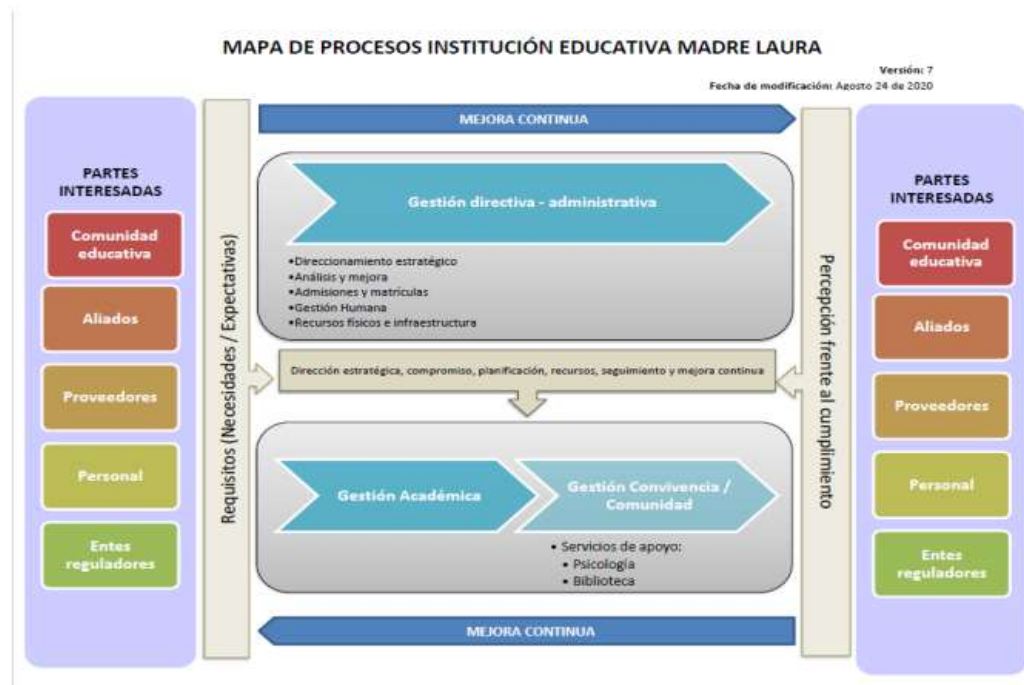 MAPA DE PROCESOS INSTITUCIÓN EDUCATIVA MADRE LAURA
Versión: 7
Fecha de modificación: Agosto 24 de 2020
PARTES
INTERESADAS
Comunidad
educativa
Aliados
Proveedores
Personal
Entes
reguladores
Requisitos (Necesidades / Expectativas)
MEJORA CONTINUA
Gestión directiva - administrativa
•Direccionamiento estratégico
•Análisis y mejora
•Admisiones y matrículas
•Gestión Humana
•Recursos físicos e infraestructura
Dirección estratégica, compromiso, planificación, recursos, seguimiento y mejora continua
Gestión Académica
Gestión Convivencia /
Comunidad
• Servicios de apoyo:
• Psicología
• Biblioteca
MEJORA CONTINUA
Percepción frente al cumplimiento
PARTES
INTERESADAS
Comunidad
educativa
Aliados
Proveedores
Personal
Entes
reguladores